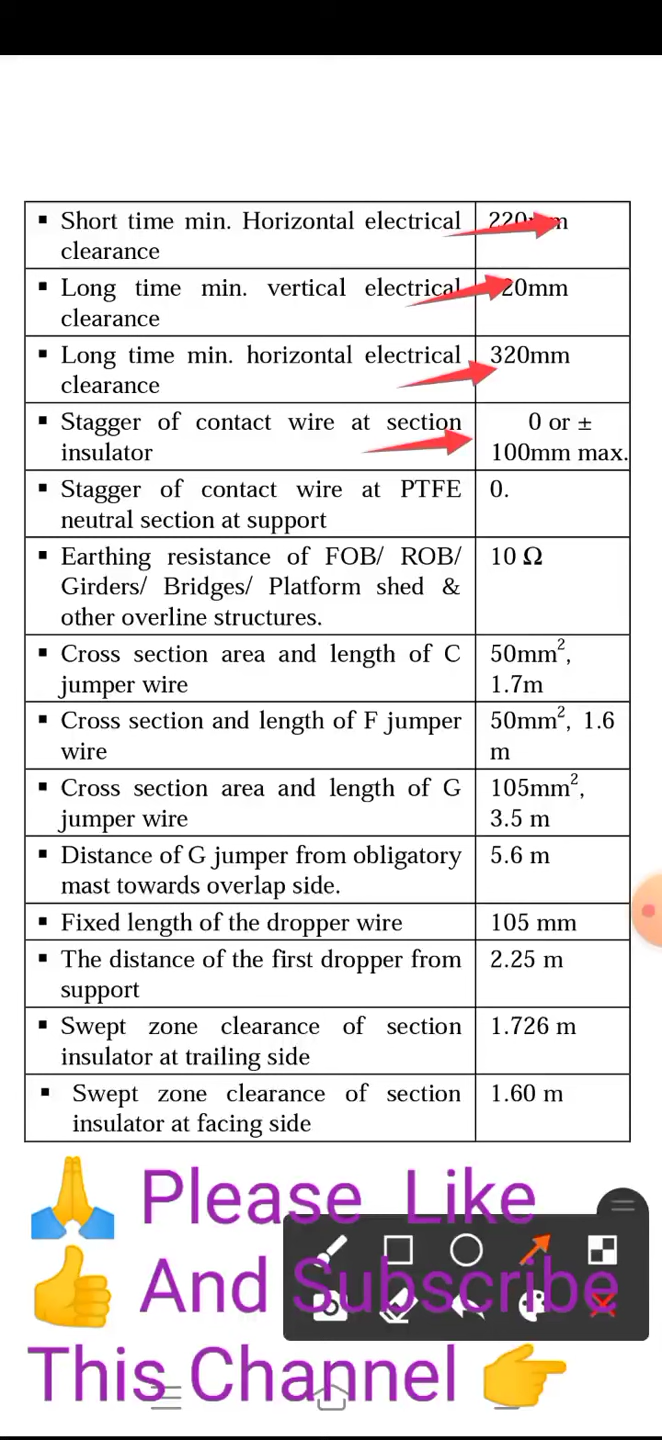 ▪ Short time min. Horizontal electrical
clearance
▪ Long time min. vertical electrical
clearance
▪ Long time min. horizontal electrical
clearance
320mm
▪ Stagger of contact wire at section
insulator
0 or ±
100mm max.
▪ Stagger of contact wire at PTFE
neutral section at support
0.
▪ Earthing resistance of FOB/ ROB/
Girders/ Bridges/ Platform shed &
other overline structures.
10 Ω
▪ Cross section area and length of C
jumper wire
50mm², 
1.7m
▪ Cross section and length of F jumper
wire
50mm², 1.6
m
▪ Cross section area and length of G
jumper wire
105mm²,
3.5 m
▪ Distance of G jumper from obligatory
mast towards overlap side.
5.6 m
▪ Fixed length of the dropper wire
105 mm
▪ The distance of the first dropper from
support
2.25 m
▪ Swept zone clearance of section
insulator at trailing side
1.726 m
▪ Swept zone clearance of section
insulator at facing side
1.60 m
🙏 Please Like
👍 And Subscribe
This Channel 👉